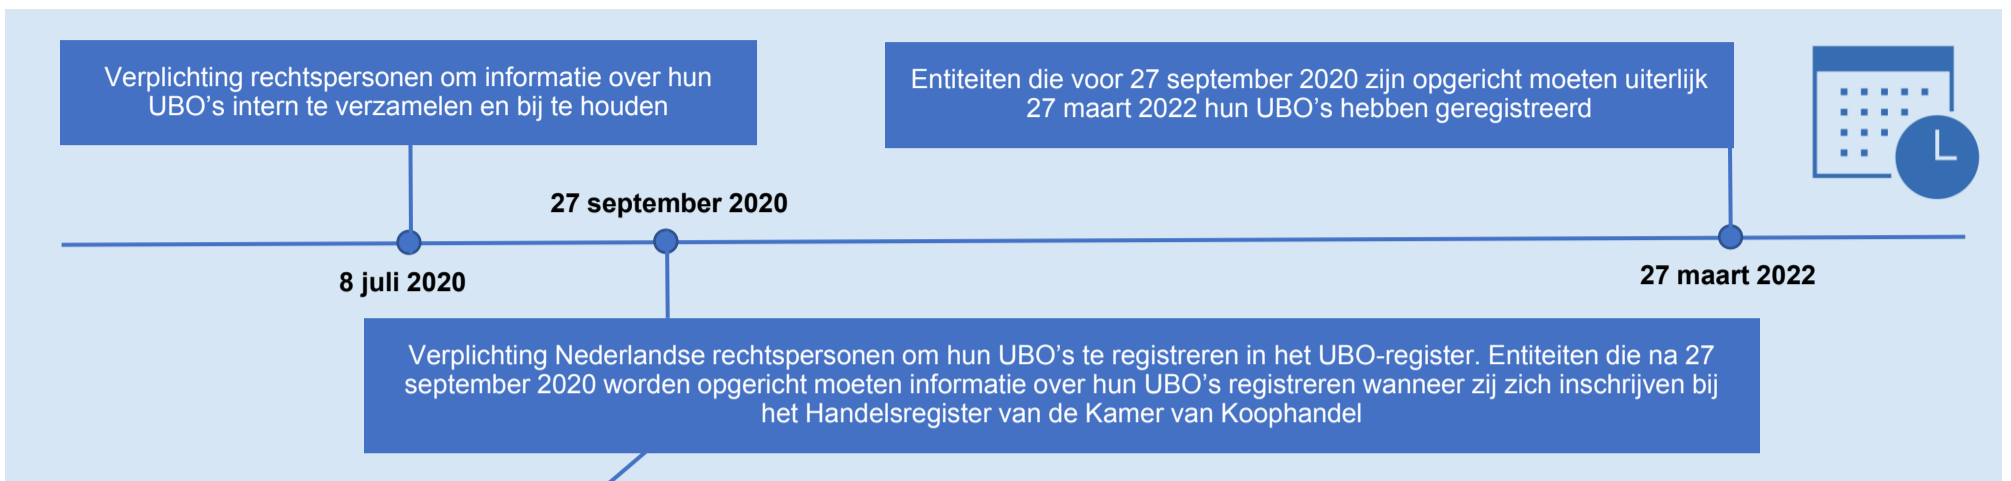 Verplichting rechtspersonen om informatie over hun
UBO’s intern te verzamelen en bij te houden
Entiteiten die voor 27 september 2020 zijn opgericht moeten uiterlijk
27 maart 2022 hun UBO’s hebben geregistreerd
27 september 2020
8 juli 2020
27 maart 2022
Verplichting Nederlandse rechtspersonen om hun UBO’s te registreren in het UBO-register. Entiteiten die na 27
september 2020 worden opgericht moeten informatie over hun UBO’s registreren wanneer zij zich inschrijven bij
het Handelsregister van de Kamer van Koophandel